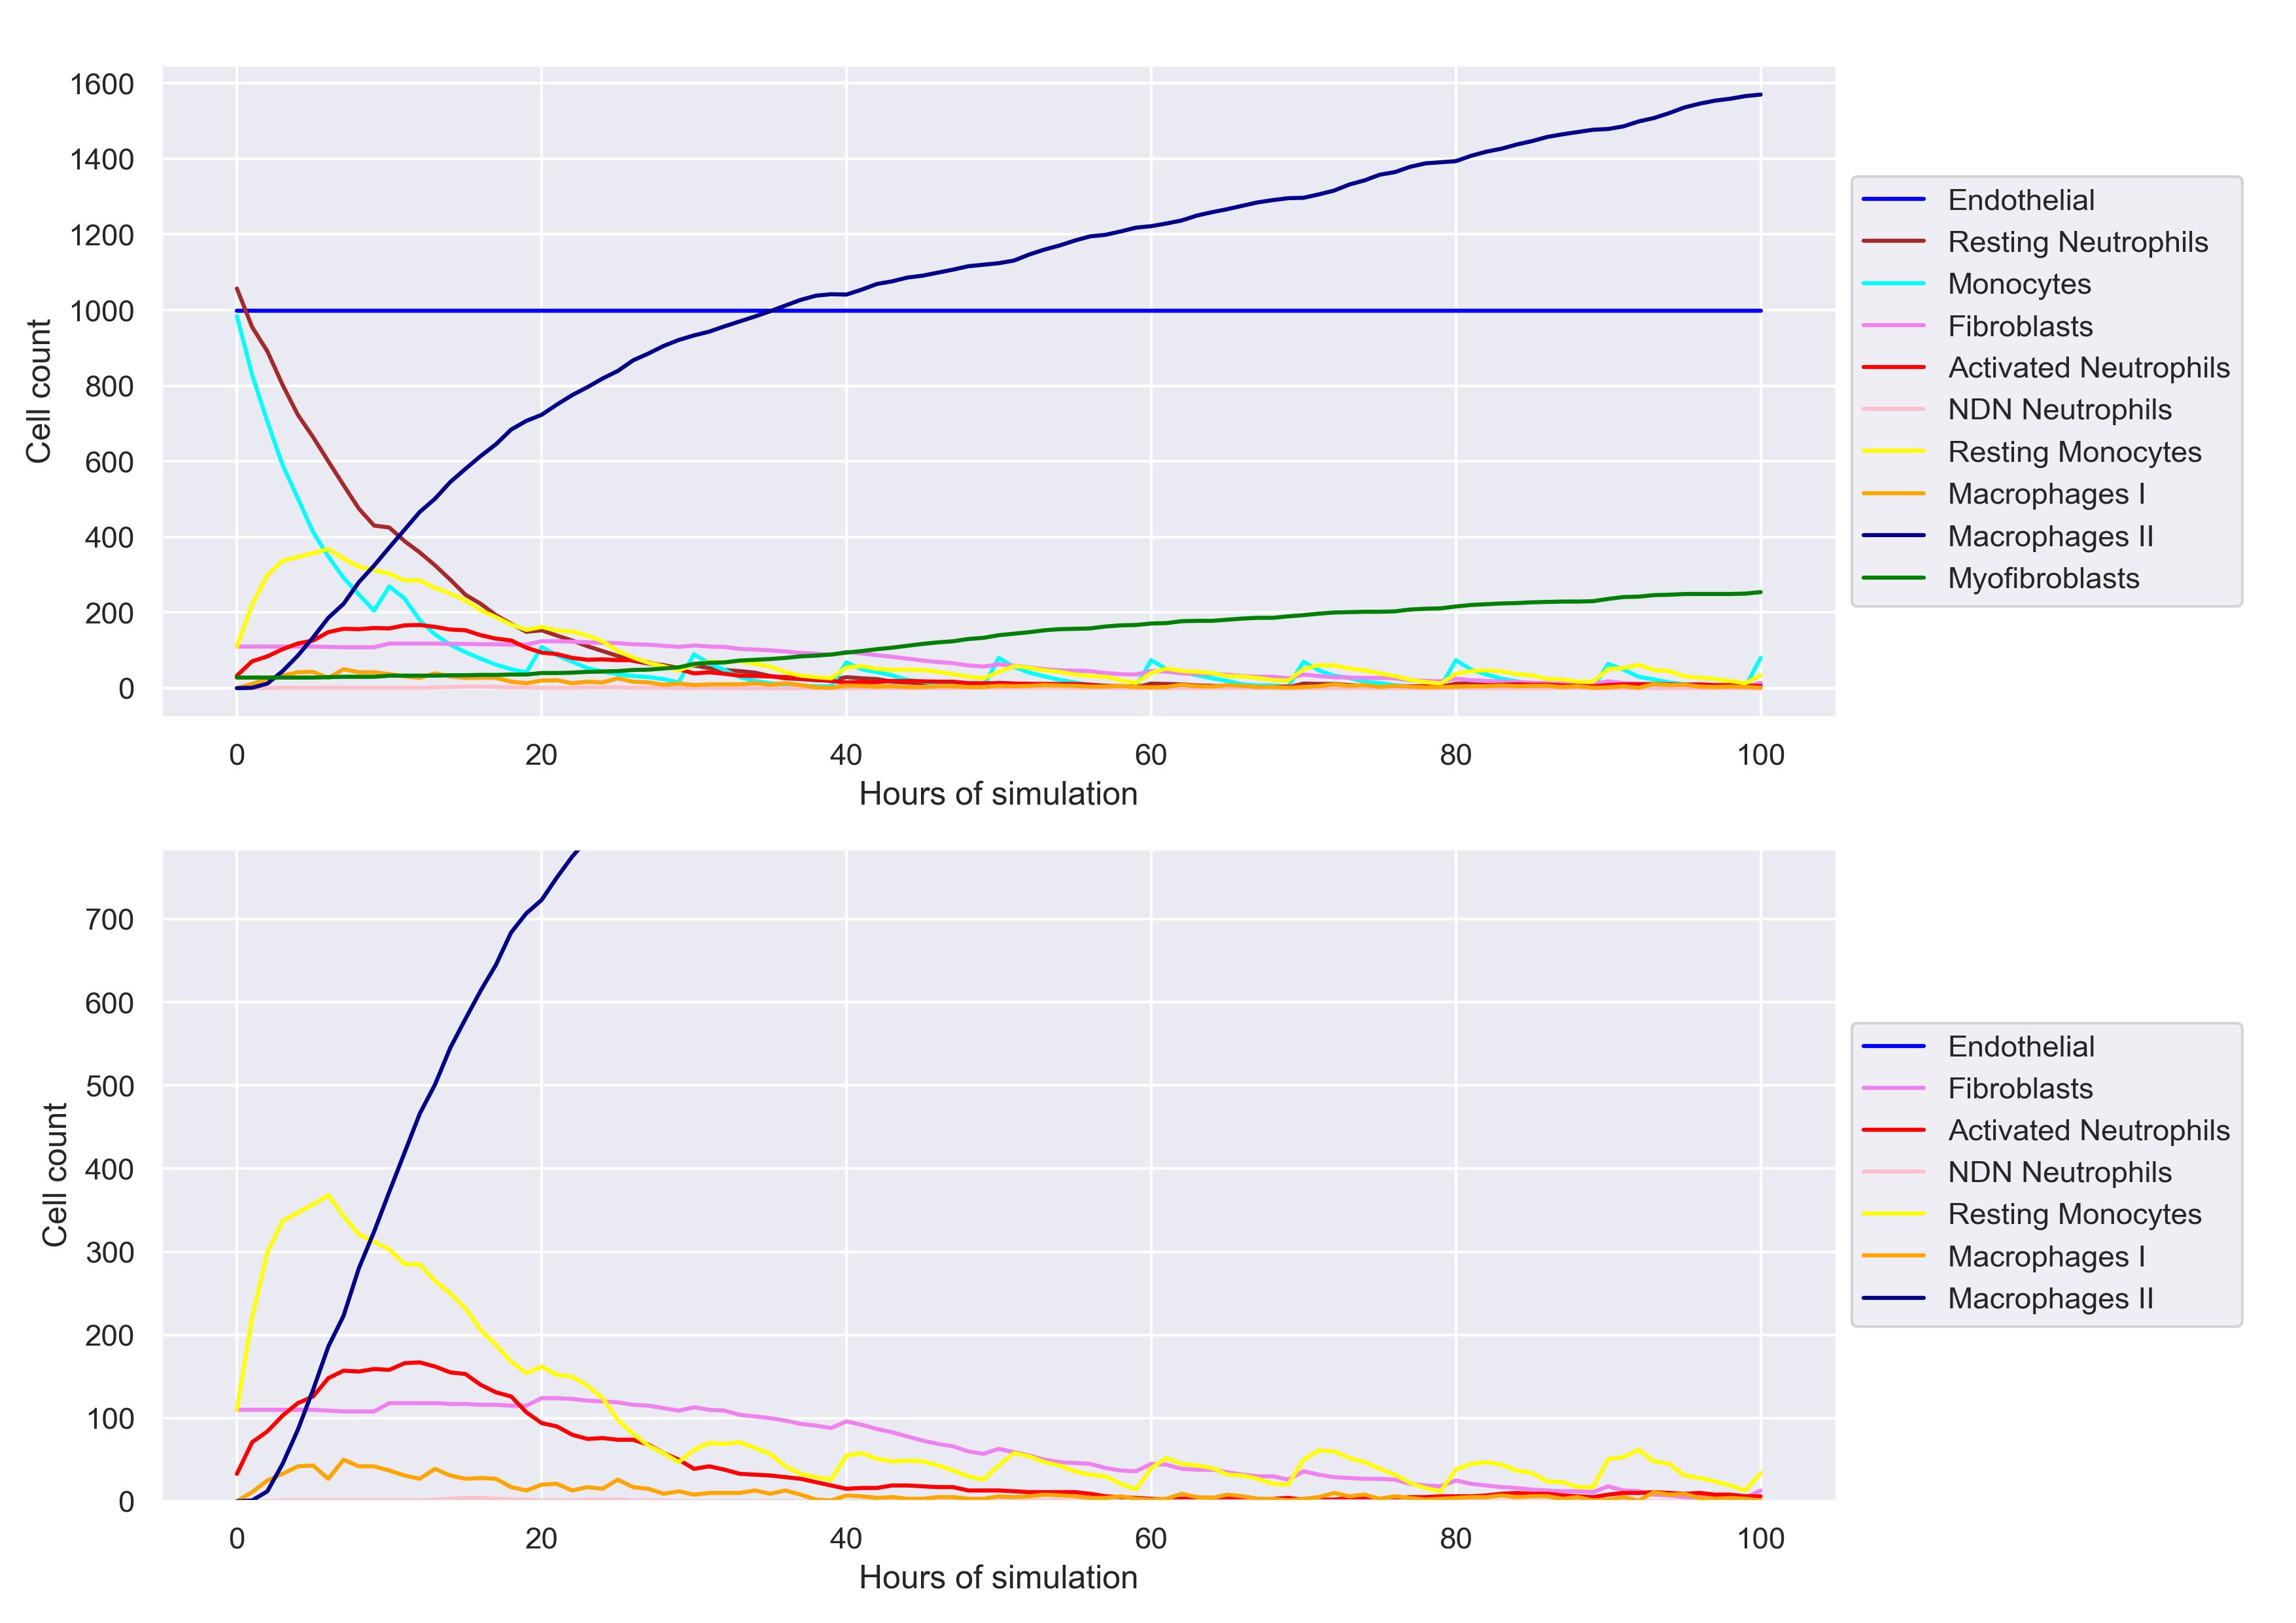 1600
1400
1200
1000
800
600
400
200
0
Cell count
0 20 40 60 80 100
Hours of simulation
Endothelial
Resting Neutrophils
Monocytes
Fibroblasts
Activated Neutrophils
NDN Neutrophils
Resting Monocytes
Macrophages I
Macrophages II
Myofibroblasts
700
600
500
400
300
200
100
0
Cell count
0 20 40 60 80 100
Hours of simulation
Endothelial
Fibroblasts
Activated Neutrophils
NDN Neutrophils
Resting Monocytes
Macrophages I
Macrophages II